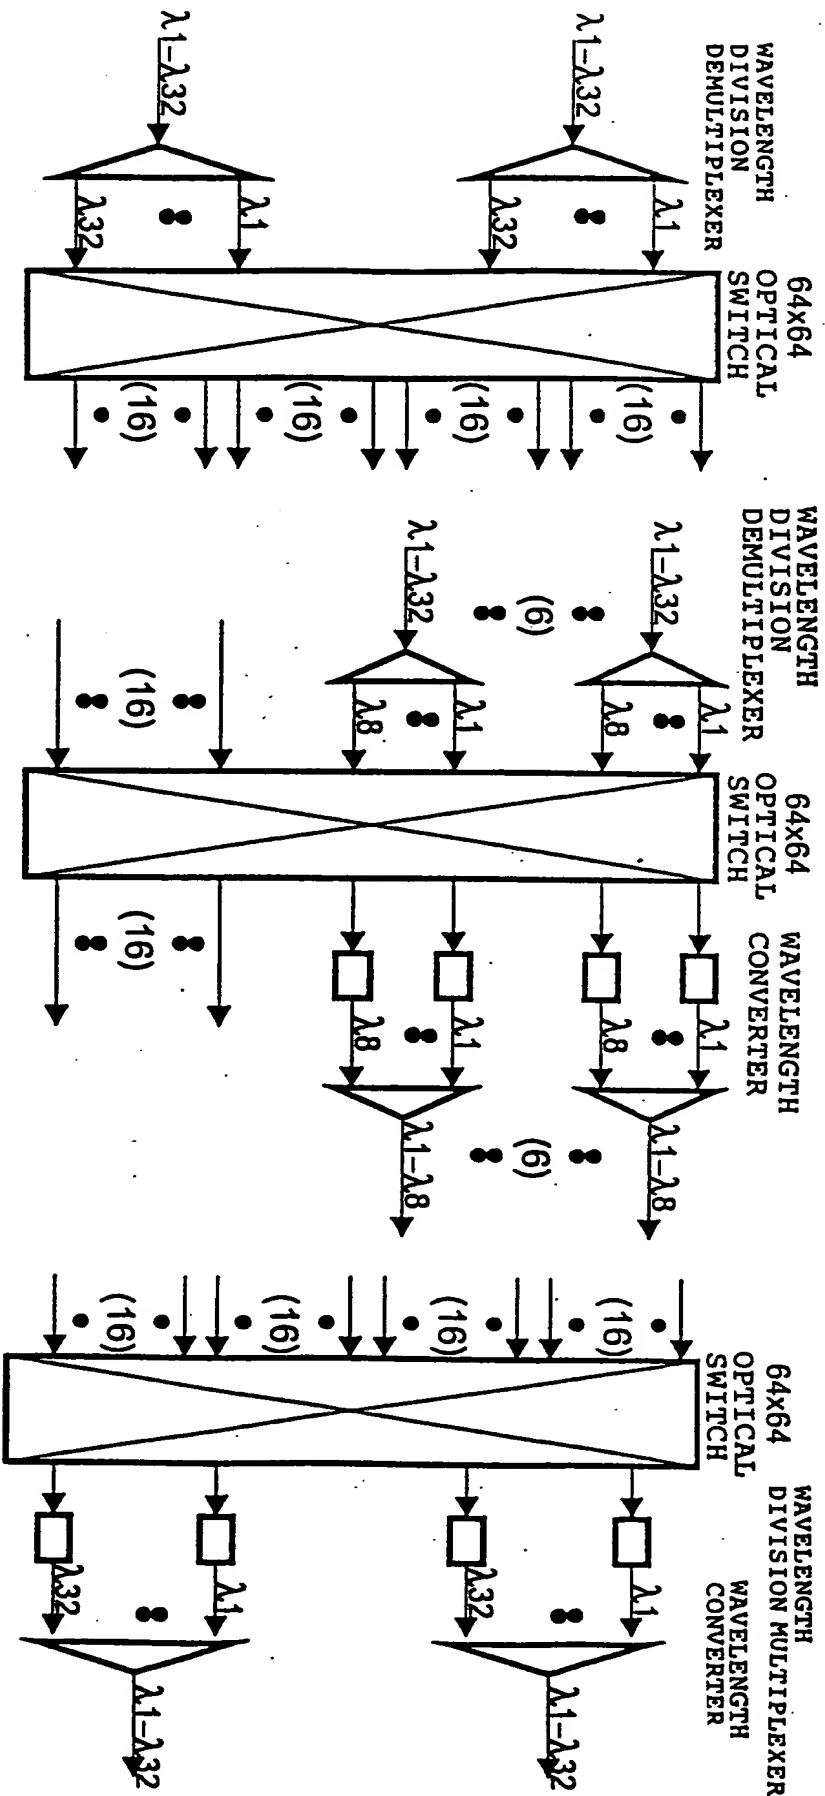 WAVELENGTH
DIVISION
DEMULTIPLEXER
64x64
OPTICAL
SWITCH
λ1-λ32
λ1
λ32
λ1-λ32
λ1
λ32
(16)
(16)
(16)
(16)
WAVELENGTH
DIVISION
DEMULTIPLEXER
64x64
OPTICAL
SWITCH
WAVELENGTH
CONVERTER
λ1-λ32
λ1
λ8
(6)
λ1-λ32
λ1
λ8
(16)
λ1
λ8
λ1-λ8
(6)
λ1
λ8
λ1-λ8
(16)
64x64
OPTICAL
SWITCH
WAVELENGTH
DIVISION MULTIPLEXER
WAVELENGTH
CONVERTER
(16)
(16)
(16)
(16)
λ1
λ32
λ1-λ32
λ1
λ32
λ1-λ32